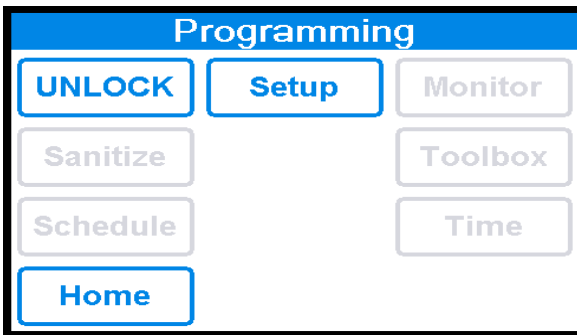 Programming
UNLOCK Setup Monitor
Sanitize Toolbox
Schedule Time
Home